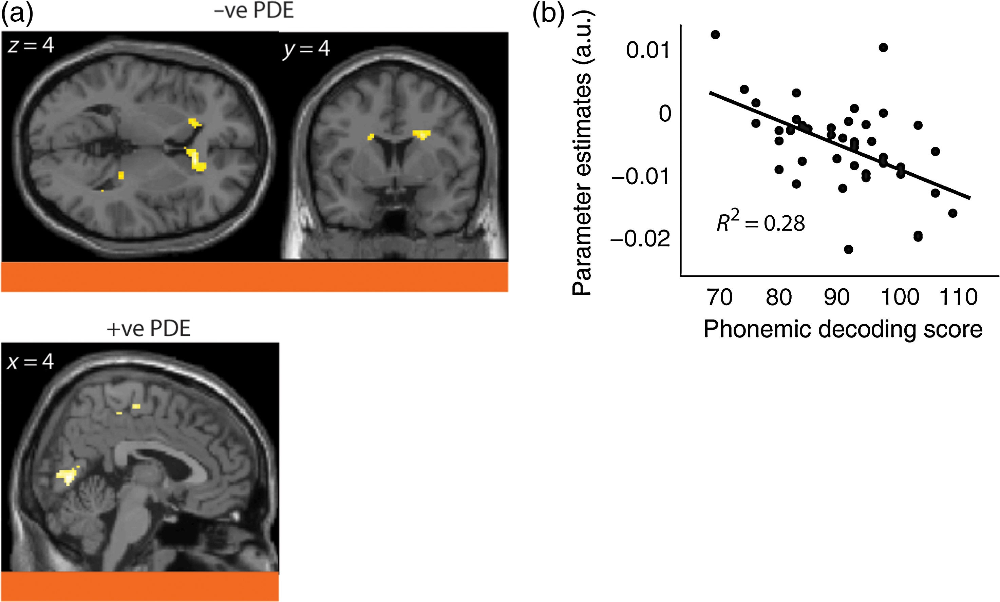 (a)
–ve PDE
z = 4
y = 4
+ve PDE
x = 4
(b)
Parameter estimates (a.u.)
0.01
0
–0.01
–0.02
R² = 0.28
70 80 90 100 110
Phonemic decoding score